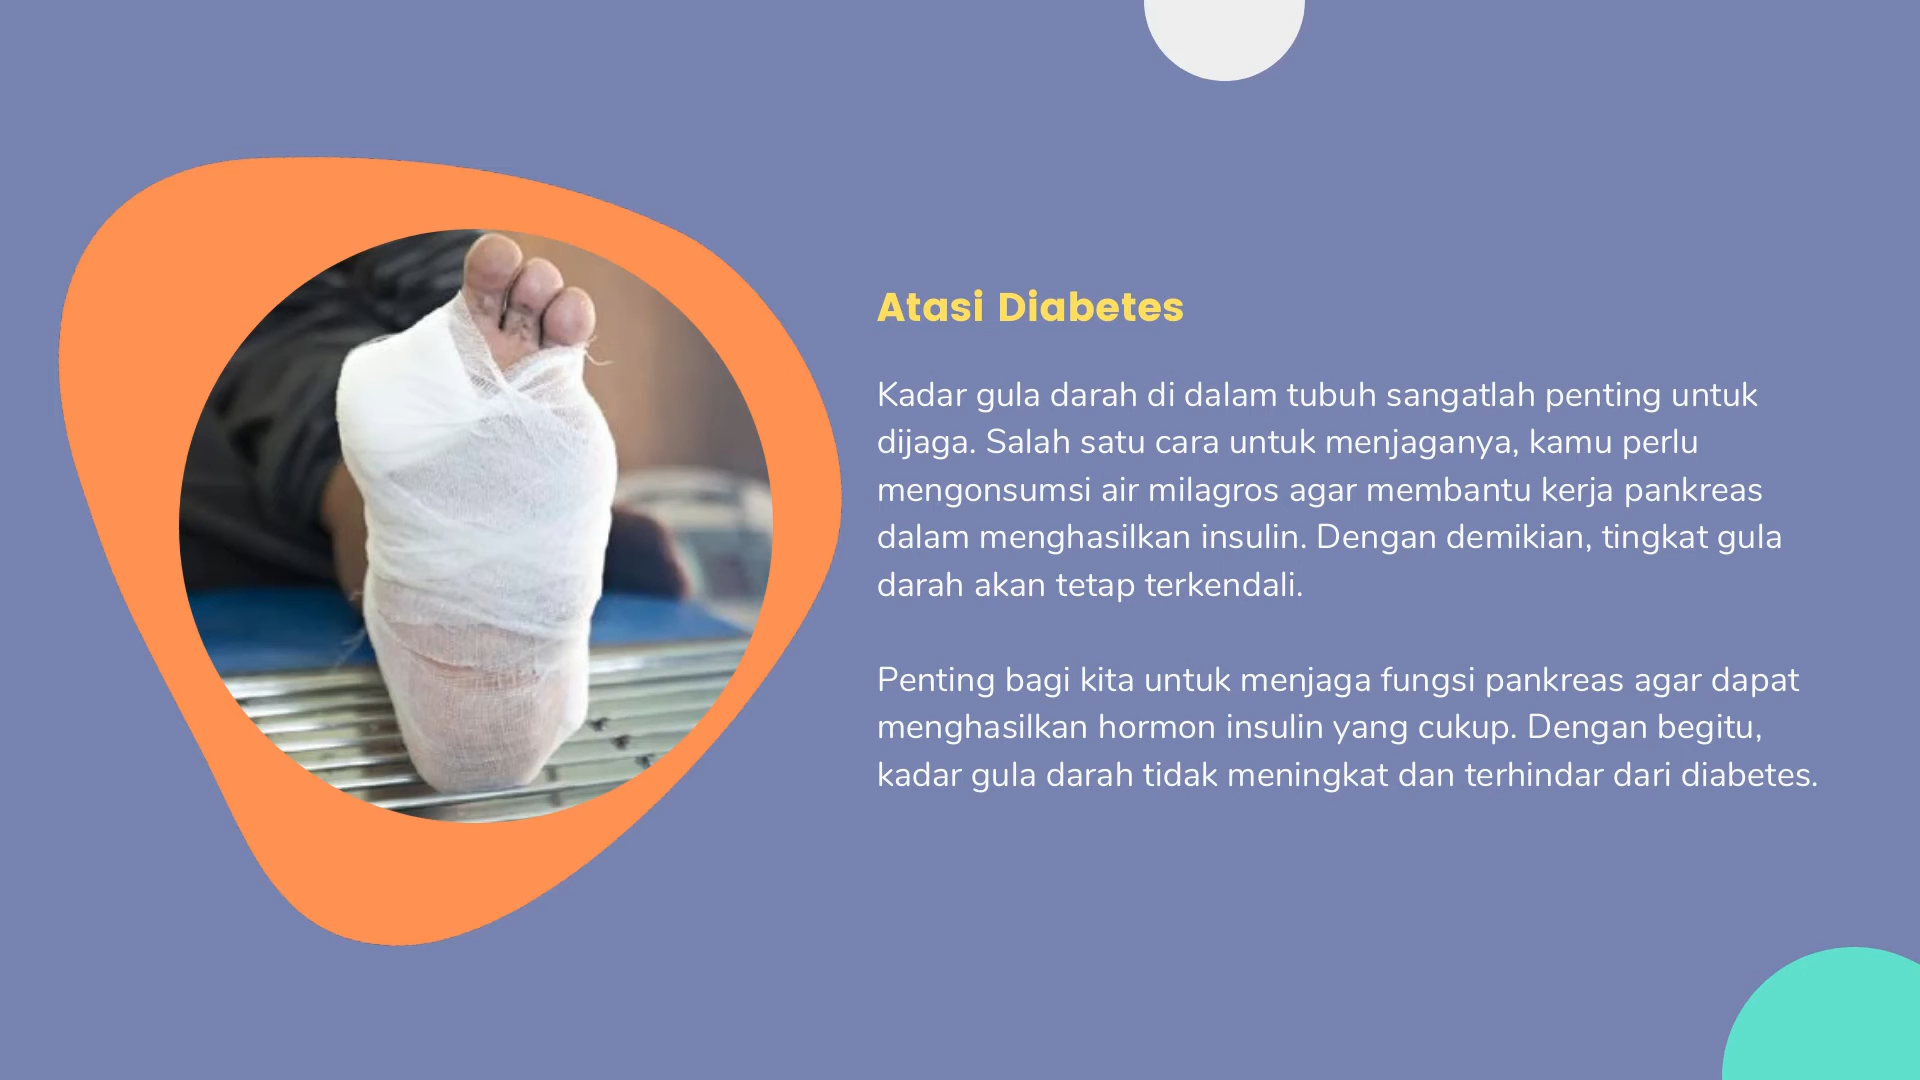 Atasi Diabetes
Kadar gula darah di dalam tubuh sangatlah penting untuk
dijaga. Salah satu cara untuk menjaganya, kamu perlu
mengonsumsi air milagros agar membantu kerja pankreas
dalam menghasilkan insulin. Dengan demikian, tingkat gula
darah akan tetap terkendali.
Penting bagi kita untuk menjaga fungsi pankreas agar dapat
menghasilkan hormon insulin yang cukup. Dengan begitu,
kadar gula darah tidak meningkat dan terhindar dari diabetes.